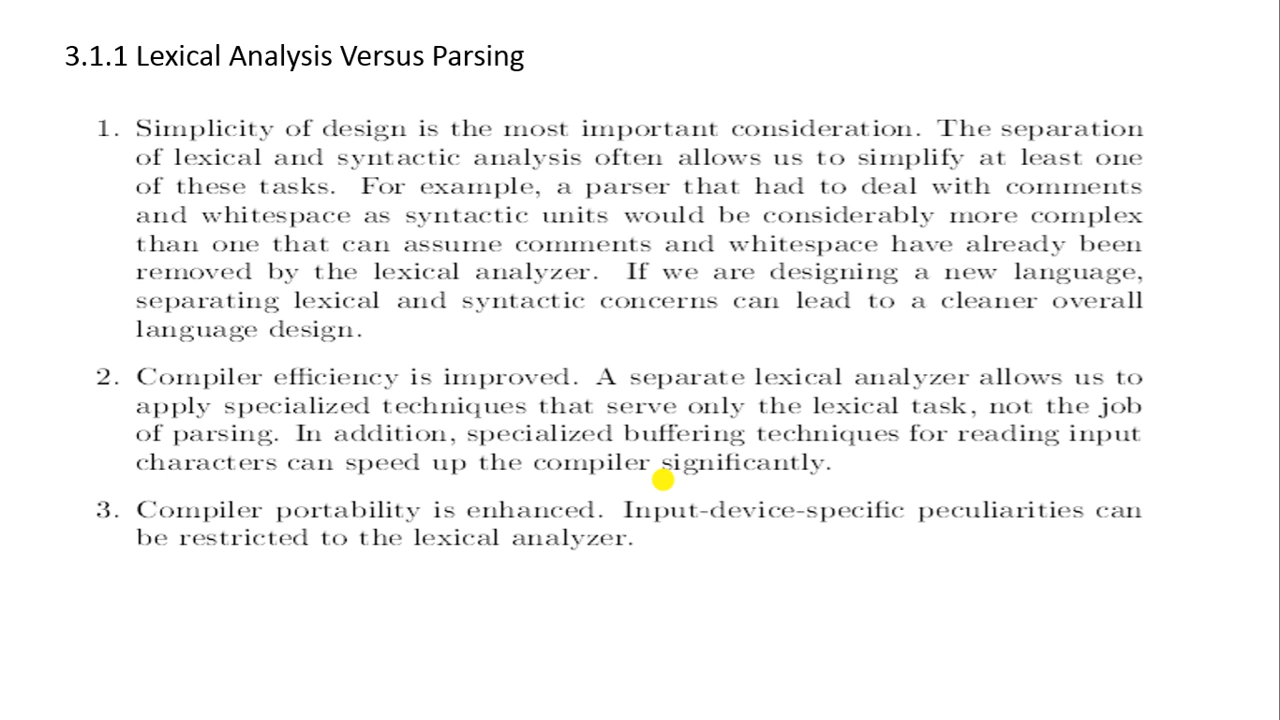 3.1.1 Lexical Analysis Versus Parsing
1. Simplicity of design is the most important consideration. The separation
of lexical and syntactic analysis often allows us to simplify at least one
of these tasks. For example, a parser that had to deal with comments
and whitespace as syntactic units would be considerably more complex
than one that can assume comments and whitespace have already been
removed by the lexical analyzer. If we are designing a new language,
separating lexical and syntactic concerns can lead to a cleaner overall
language design.
2. Compiler efficiency is improved. A separate lexical analyzer allows us to
apply specialized techniques that serve only the lexical task, not the job
of parsing. In addition, specialized buffering techniques for reading input
characters can speed up the compiler significantly.
3. Compiler portability is enhanced. Input-device-specific peculiarities can
be restricted to the lexical analyzer.